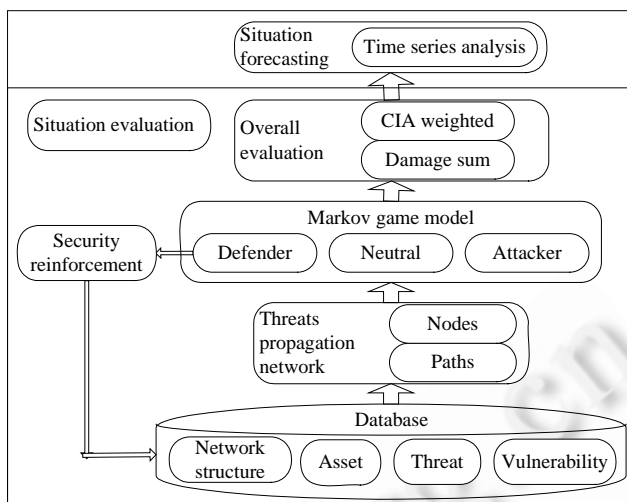 Situation
forecasting
Time series analysis
Situation evaluation
Overall
evaluation
CIA weighted
Damage sum
Markov game model
Defender
Neutral
Attacker
Security
reinforcement
Threats
propagation
network
Nodes
Paths
Database
Network
structure
Asset
Threat
Vulnerability